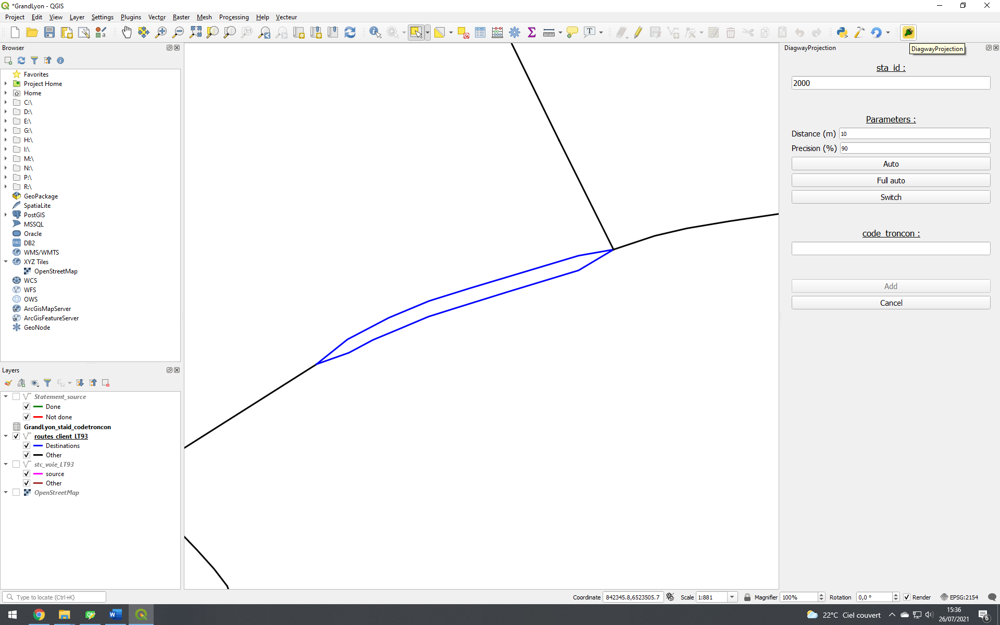 *GrandLyon - QGIS
Project Edit View Layer Settings Plugins Vector Raster Mesh Processing Help Vecteur
Browser
Favorites
Project Home
Home
C:\
D:\
E:\
G:\
H:\
I:\
M:\
N:\
P:\
R:\
GeoPackage
SpatiaLite
PostGIS
MSSQL
Oracle
DB2
WMS/WMTS
XYZ Tiles
OpenStreetMap
WCS
WFS
OWS
ArcGisMapServer
ArcGisFeatureServer
GeoNode
Layers
Statement_source
Done
Not done
GrandLyon_staid_codetroncon
routes_client_LT93
Destinations
Other
stc_voie_LT93
source
Other
OpenStreetMap
DiagwayProjection
DiagwayProjection
sta_id :
2000
Parameters :
Distance (m) 10
Precision (%) 90
Auto
Full auto
Switch
code_troncon :
Add
Cancel
Type to locate (Ctrl+K)
Coordinate 842345.8,6523505.7 Scale 1:881 Magnifier 100% Rotation 0,0 ° Render EPSG:2154
22°C Ciel couvert
15:36
26/07/2021
6